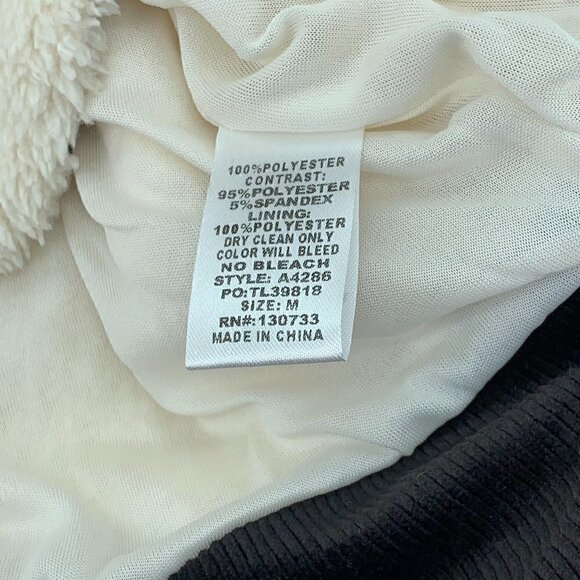 100%POLYESTER
CONTRAST:
95%POLYESTER
5%SPANDEX
LINING:
100%POLYESTER
DRY CLEAN ONLY
COLOR WILL BLEED
NO BLEACH
STYLE: A4286
PO:TL39818
SIZE: M
RN#:130733
MADE IN CHINA